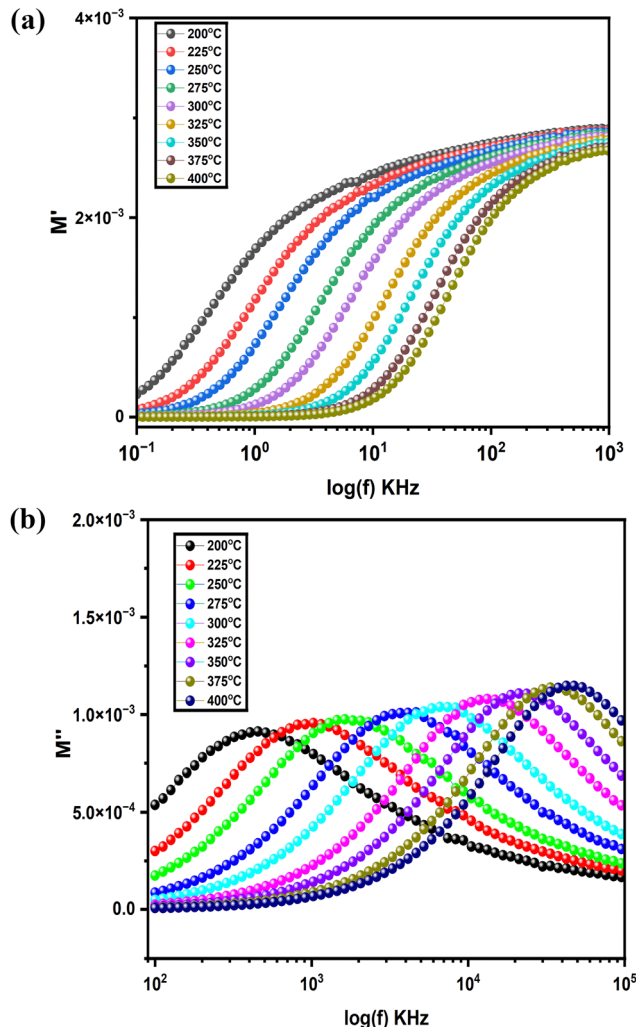 (a)
4×10⁻³
2×10⁻³
0
M'
200°C
225°C
250°C
275°C
300°C
325°C
350°C
375°C
400°C
10⁻¹ 10⁰ 10¹ 10² 10³
log(f) KHz
(b)
2.0×10⁻³
1.5×10⁻³
1.0×10⁻³
5.0×10⁻⁴
0.0
M''
200°C
225°C
250°C
275°C
300°C
325°C
350°C
375°C
400°C
10² 10³ 10⁴ 10⁵
log(f) KHz